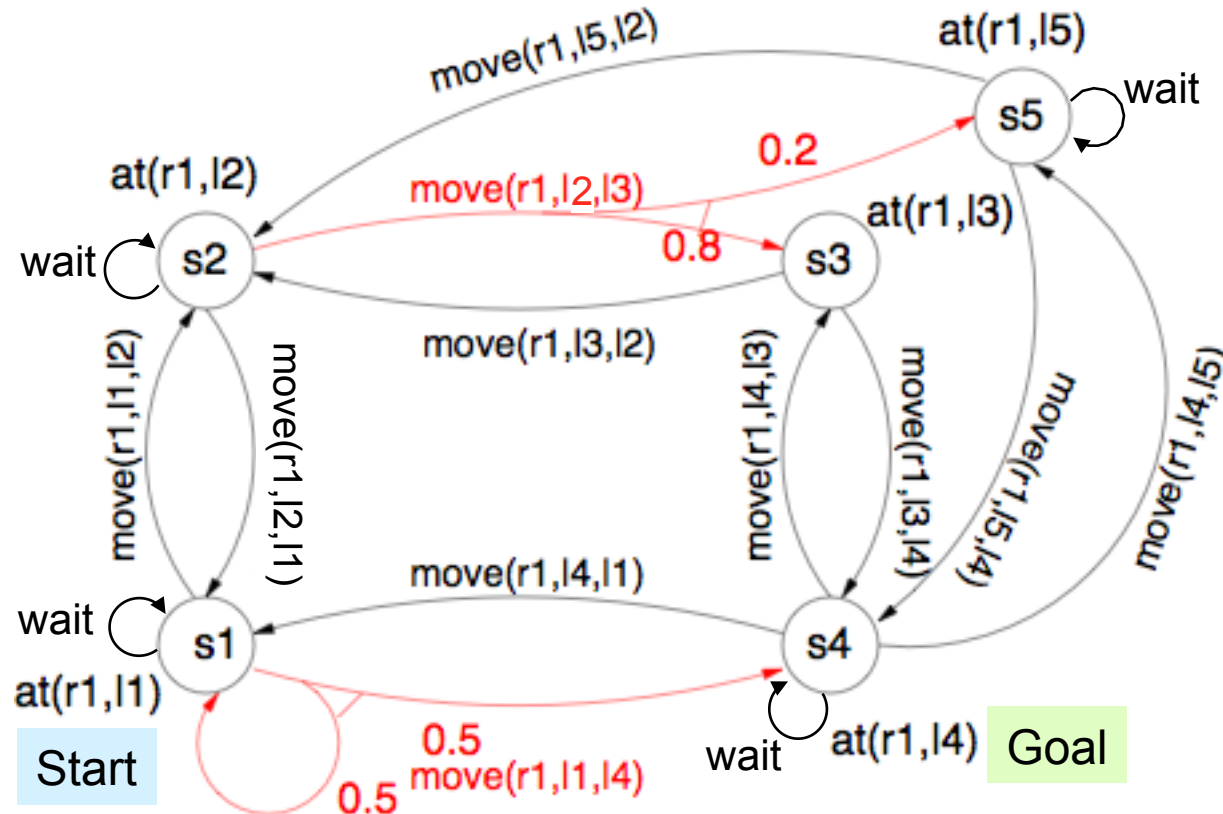 at(r1,l5)
move(r1,l5,l2)
wait
s5
0.2
at(r1,l2)
move(r1,l2,l3)
at(r1,l3)
0.8
wait
s2
s3
move(r1,l3,l2)
move(r1,l1,l2)
move(r1,l2,l1)
move(r1,l4,l3)
move(r1,l3,l4)
move(r1,l5,l4)
move(r1,l4,l5)
move(r1,l4,l1)
wait
s1
s4
at(r1,l1)
0.5
wait
at(r1,l4)
Goal
Start
0.5
move(r1,l1,l4)